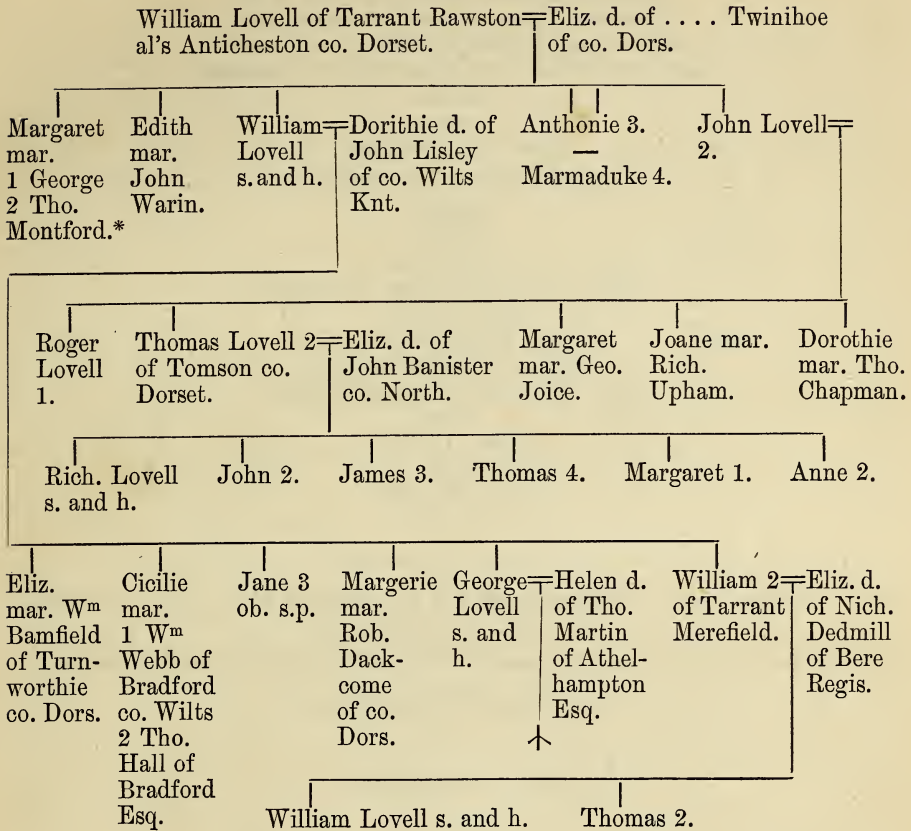 William Lovell of Tarrant Rawston
al's Anticheston co. Dorset.
Eliz. d. of . . . . Twinihoe
of co. Dors.
Margaret
mar.
1 George
2 Tho.
Montford.*
Edith
mar.
John
Warin.
William
Lovell
s. and h.
Dorithie d. of
John Lisley
of co. Wilts
Knt.
Anthonie 3.
—
Marmaduke 4.
John Lovell
2.
Roger
Lovell
1.
Thomas Lovell 2
of Tomson co.
Dorset.
Eliz. d. of
John Banister
co. North.
Margaret
mar. Geo.
Joice.
Joane mar.
Rich.
Upham.
Dorothie
mar. Tho.
Chapman.
Rich. Lovell
s. and h.
John 2.
James 3.
Thomas 4.
Margaret 1.
Anne 2.
Eliz.
mar. Wᵐ
Bamfield
of Turn-
worthie
co. Dors.
Cicilie
mar.
1 Wᵐ
Webb of
Bradford
co. Wilts
2 Tho.
Hall of
Bradford
Esq.
Jane 3
ob. s.p.
Margerie
mar.
Rob.
Dack-
come
of co.
Dors.
George
Lovell
s. and
h.
Helen d.
of Tho.
Martin
of Athel-
hampton
Esq.
William 2
of Tarrant
Merefield.
Eliz. d.
of Nich.
Dedmill
of Bere
Regis.
William Lovell s. and h.
Thomas 2.